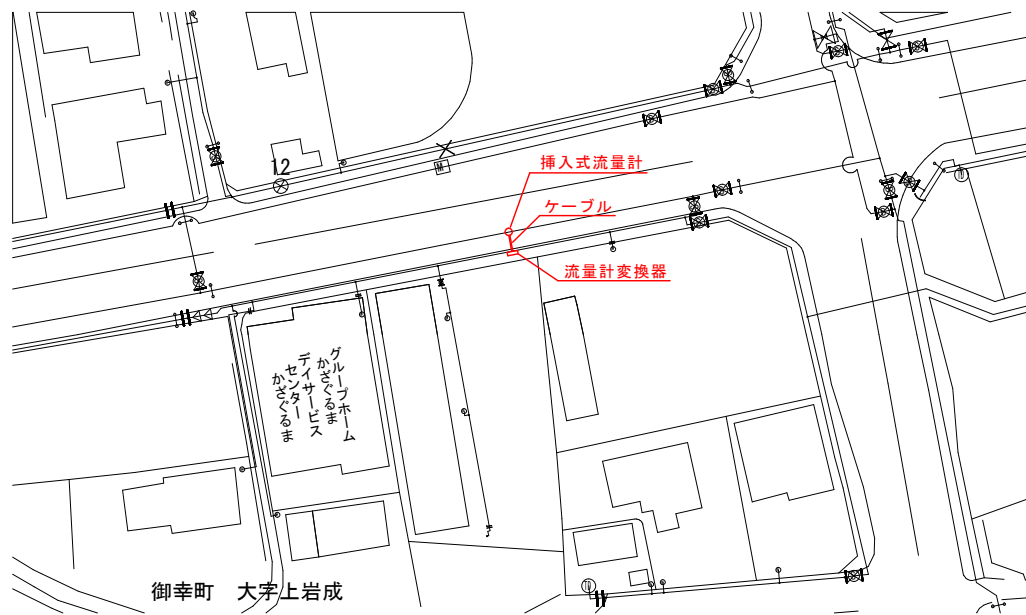 12
M
挿入式流量計
ケーブル
流量計変換器
グループホーム
かざぐるま
デイサービス
センター
かざぐるま
御幸町　大字上岩成